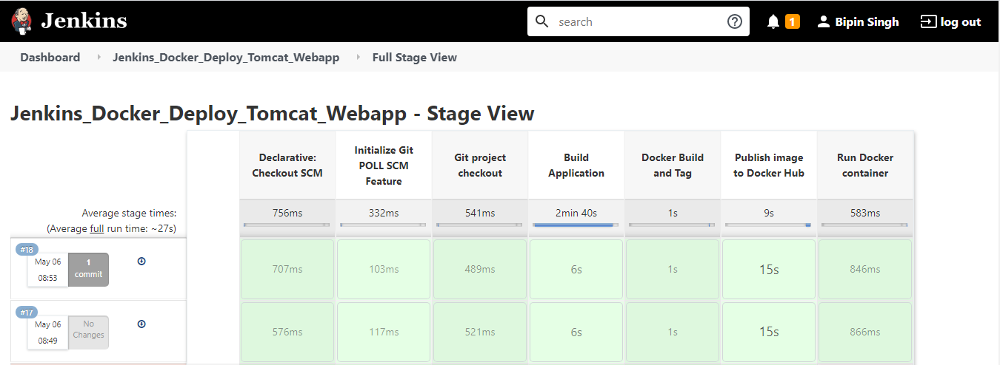 Jenkins
search
1
Bipin Singh
log out
Dashboard
Jenkins_Docker_Deploy_Tomcat_Webapp
Full Stage View
Jenkins_Docker_Deploy_Tomcat_Webapp - Stage View
Declarative:
Checkout SCM
Initialize Git
POLL SCM
Feature
Git project
checkout
Build
Application
Docker Build
and Tag
Publish image
to Docker Hub
Run Docker
container
Average stage times:
(Average full run time: ~27s)
756ms
332ms
541ms
2min 40s
1s
9s
583ms
#18
May 06
08:53
1
commit
707ms
103ms
489ms
6s
1s
15s
846ms
#17
May 06
08:49
No
Changes
576ms
117ms
521ms
6s
1s
15s
866ms